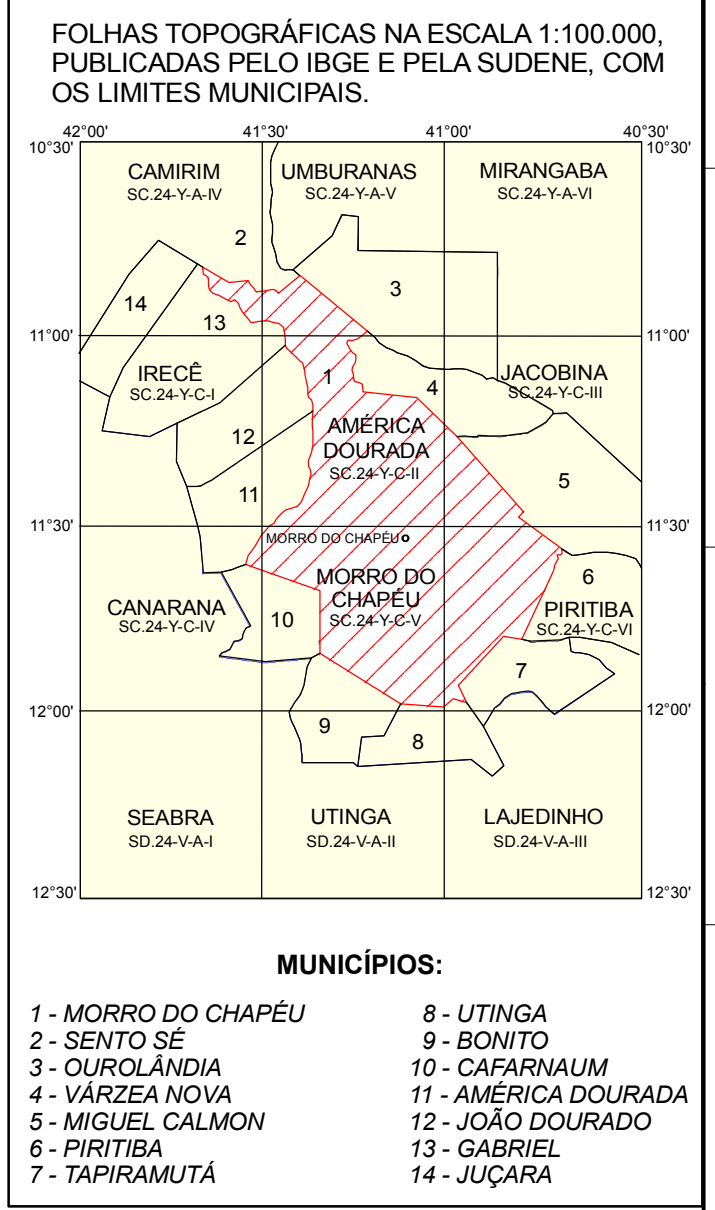 FOLHAS TOPOGRÁFICAS NA ESCALA 1:100.000,
PUBLICADAS PELO IBGE E PELA SUDENE, COM
OS LIMITES MUNICIPAIS.
42°00' 41°30' 41°00' 40°30'
10°30' 10°30'
CAMIRIM UMBURANAS MIRANGABA
SC.24-Y-A-IV SC.24-Y-A-V SC.24-Y-A-VI
2
3
14
13
11°00' 11°00'
IRECÊ 1 JACOBINA
SC.24-Y-C-I 4 SC.24-Y-C-III
AMÉRICA
12 DOURADA
SC.24-Y-C-II
5
11
11°30' 11°30'
MORRO DO CHAPÉU
MORRO DO 6
CHAPÉU
CANARANA PIRITIBA
SC.24-Y-C-IV 10 SC.24-Y-C-V SC.24-Y-C-VI
7
12°00' 12°00'
9 8
SEABRA UTINGA LAJEDINHO
SD.24-V-A-I SD.24-V-A-II SD.24-V-A-III
12°30' 12°30'
MUNICÍPIOS:
1 - MORRO DO CHAPÉU
2 - SENTO SÉ
3 - OUROLÂNDIA
4 - VÁRZEA NOVA
5 - MIGUEL CALMON
6 - PIRITIBA
7 - TAPIRAMUTÁ
8 - UTINGA
9 - BONITO
10 - CAFARNAUM
11 - AMÉRICA DOURADA
12 - JOÃO DOURADO
13 - GABRIEL
14 - JUÇARA